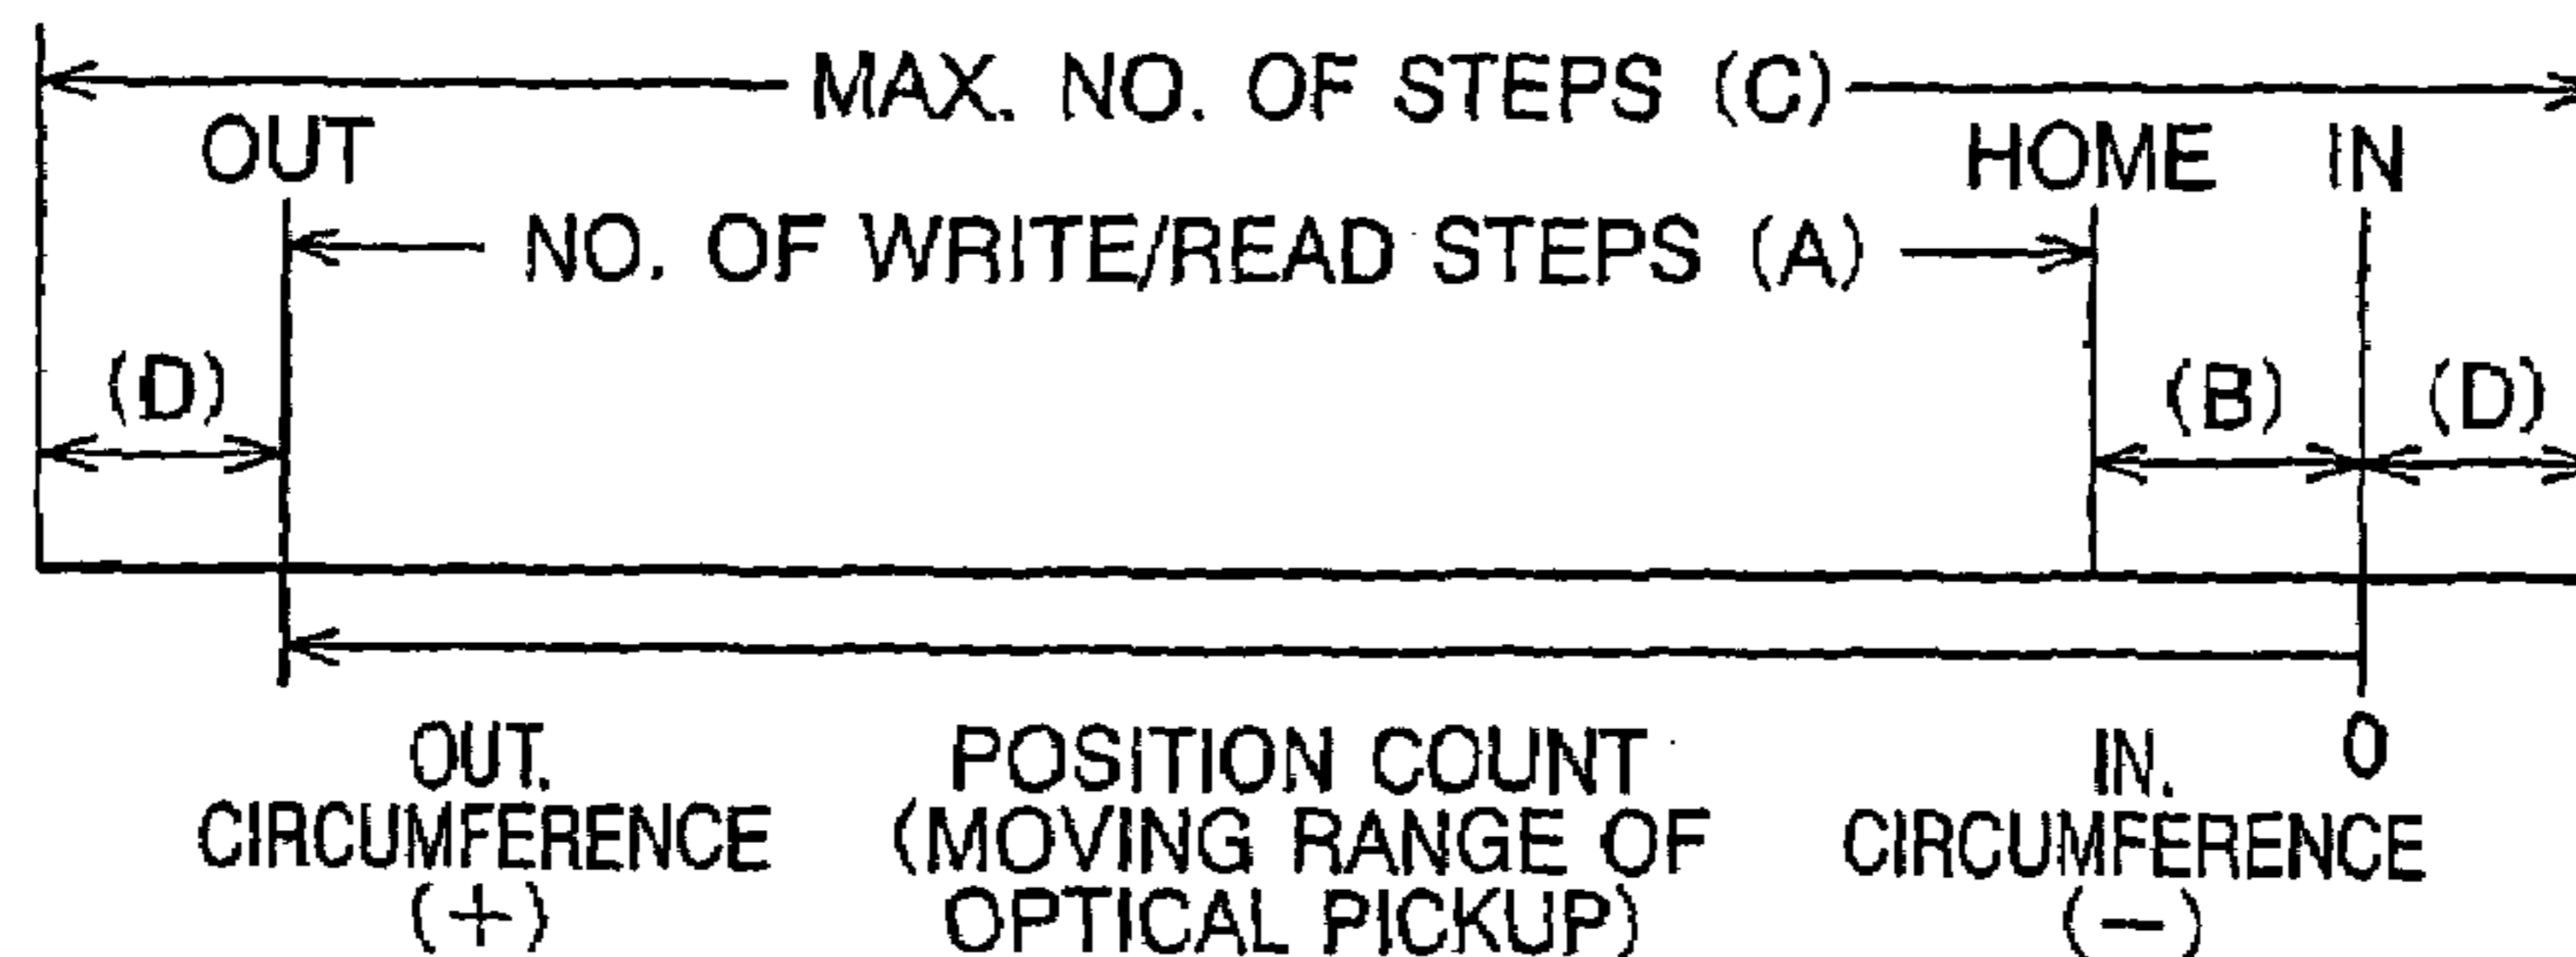 MAX. NO. OF STEPS (C)
OUT
HOME
IN
NO. OF WRITE/READ STEPS (A)
(D)
(B)
(D)
OUT.
CIRCUMFERENCE
(+)
POSITION COUNT
(MOVING RANGE OF
OPTICAL PICKUP)
IN.
CIRCUMFERENCE
(−)
0